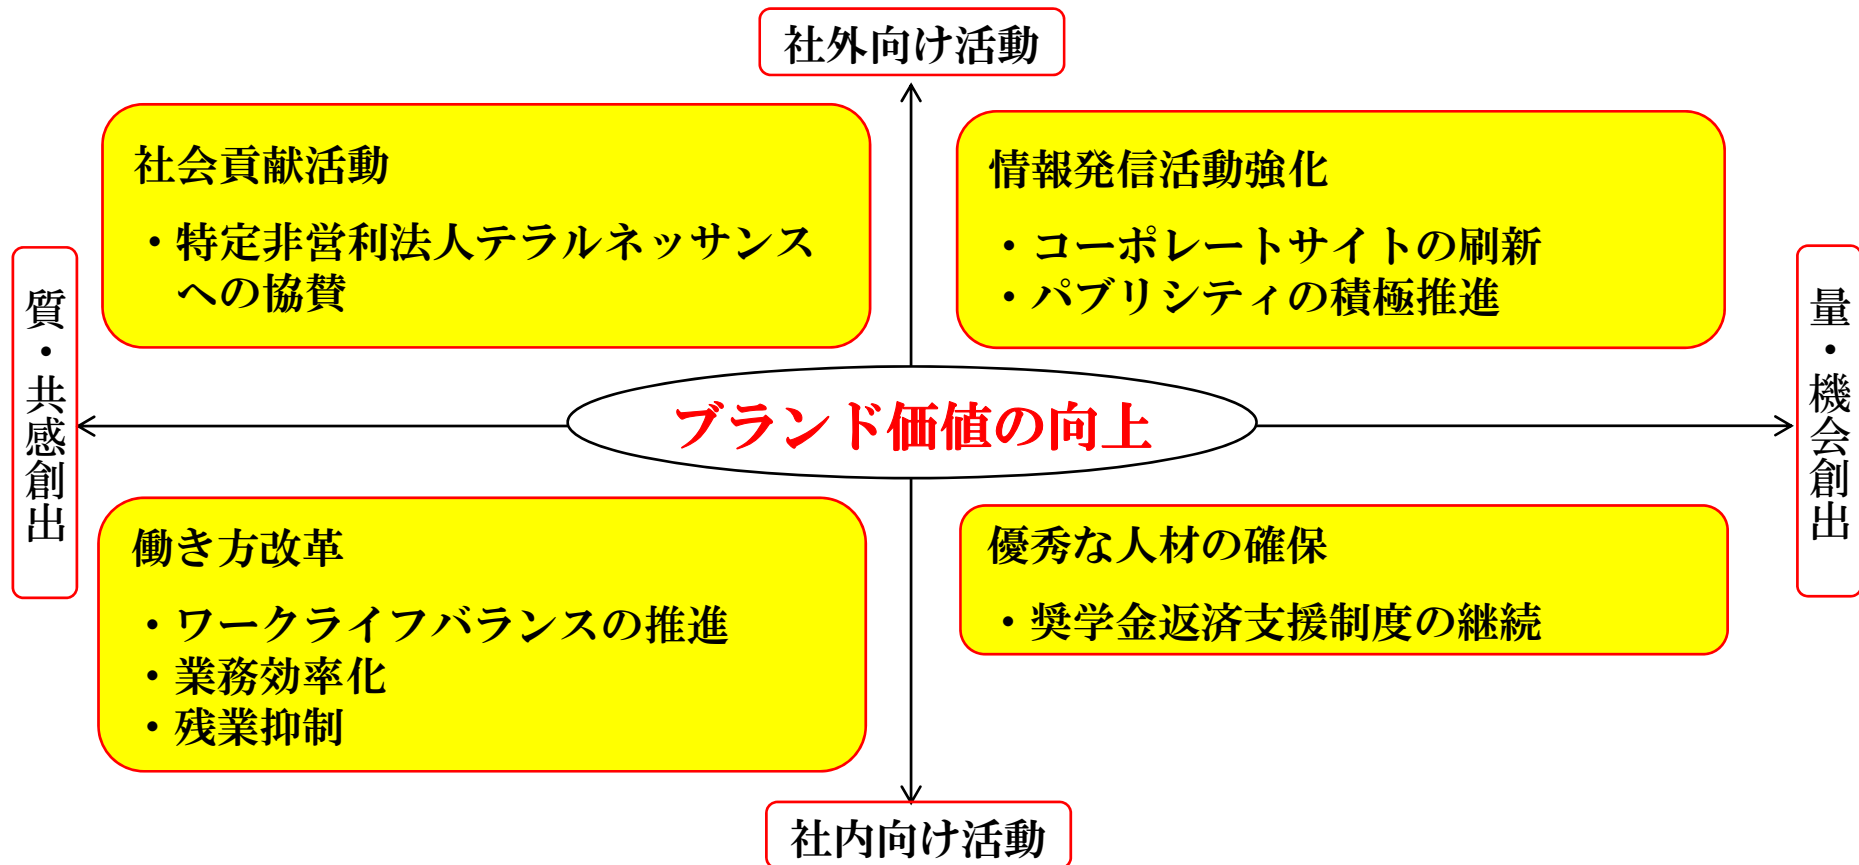 社外向け活動
社会貢献活動
・特定非営利法人テラルネッサンス
への協賛
情報発信活動強化
・コーポレートサイトの刷新
・パブリシティの積極推進
質・共感創出
ブランド価値の向上
量・機会創出
働き方改革
・ワークライフバランスの推進
・業務効率化
・残業抑制
優秀な人材の確保
・奨学金返済支援制度の継続
社内向け活動